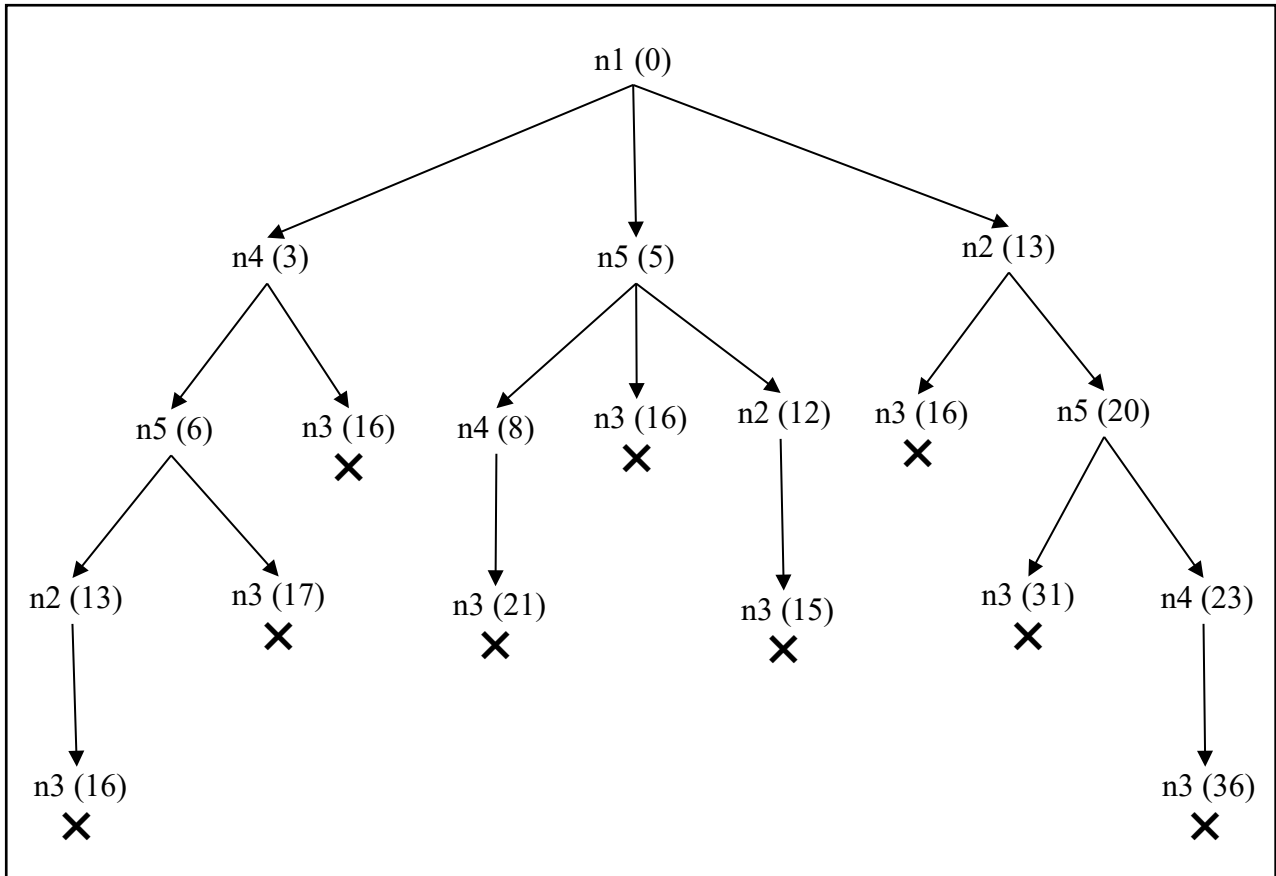 n1 (0)
n4 (3)
n5 (5)
n2 (13)
n5 (6)
n3 (16)
n4 (8)
n3 (16)
n2 (12)
n3 (16)
n5 (20)
n2 (13)
n3 (17)
n3 (21)
n3 (15)
n3 (31)
n4 (23)
n3 (16)
n3 (36)